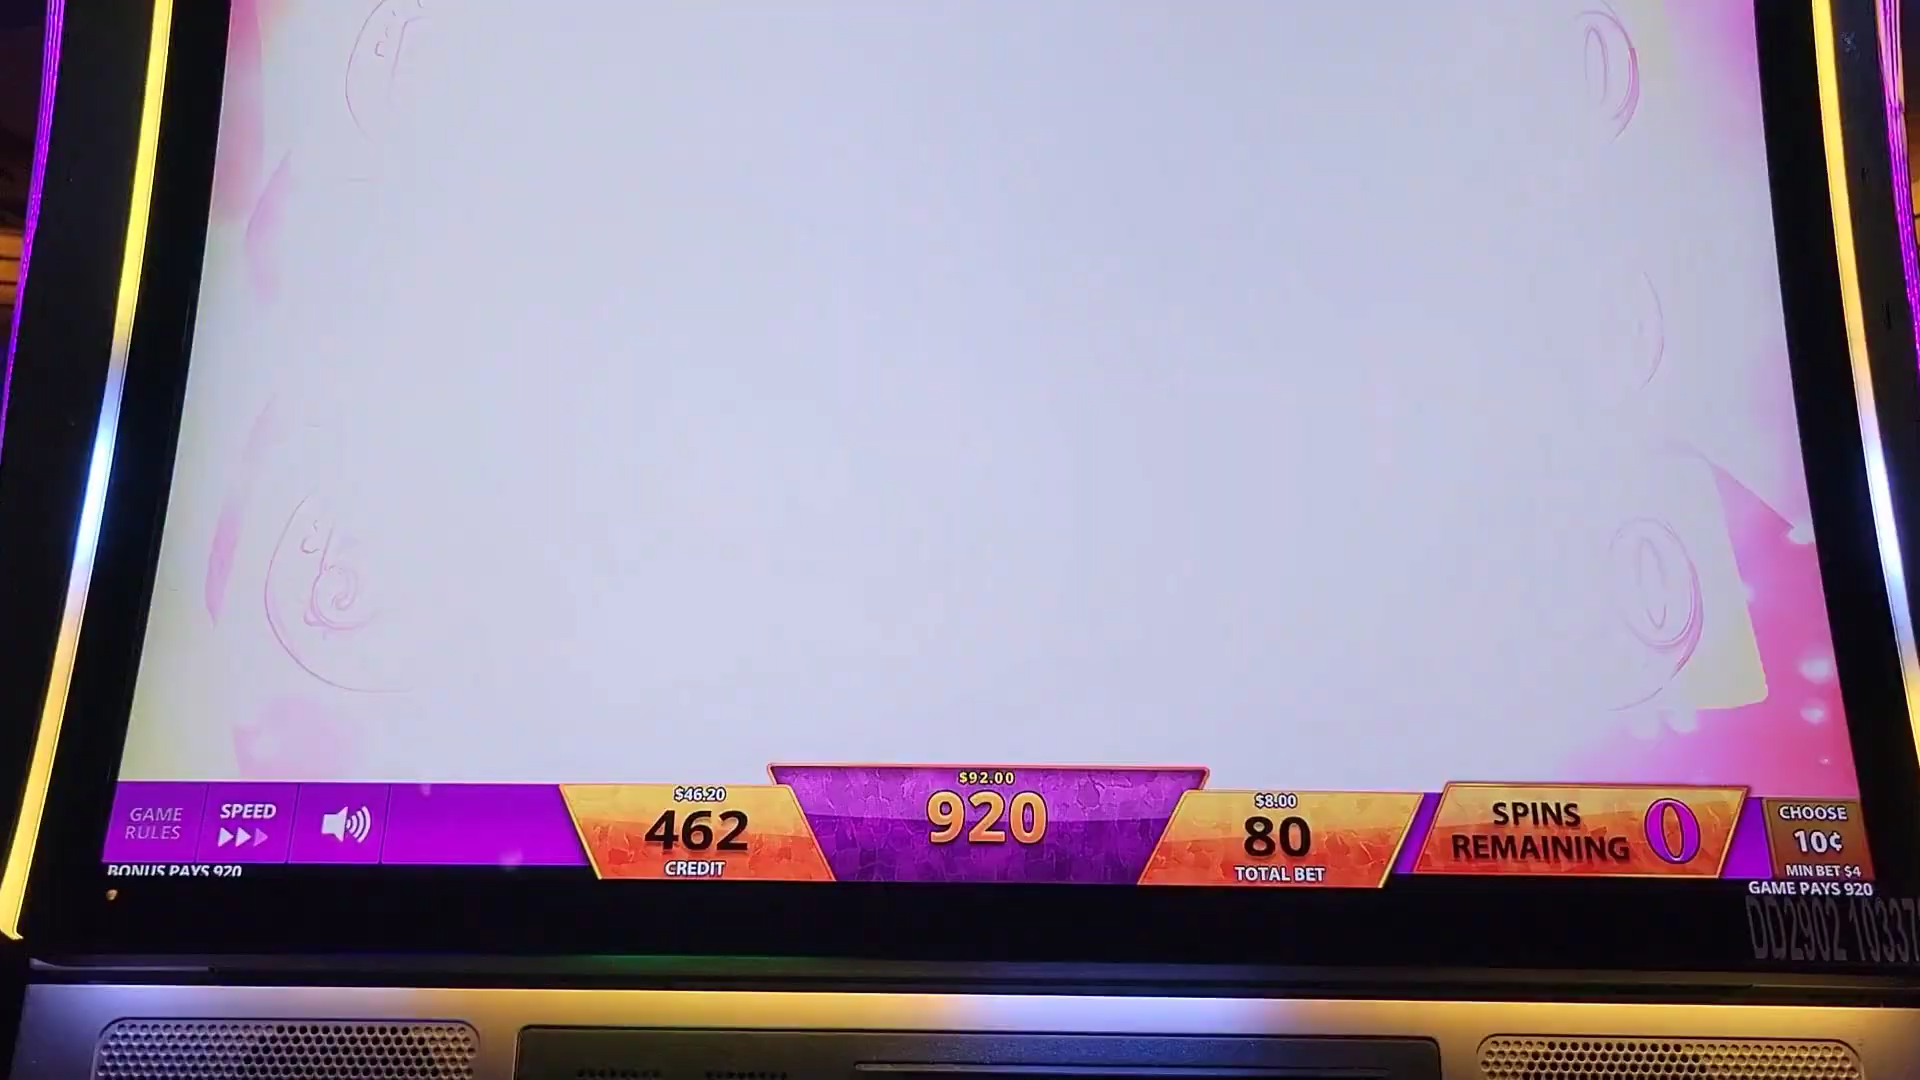 GAME
RULES
SPEED
$46.20
462
CREDIT
$92.00
920
$8.00
80
TOTAL BET
SPINS
REMAINING
0
CHOOSE
10¢
MIN BET $4
BONUS PAYS 920
GAME PAYS 920